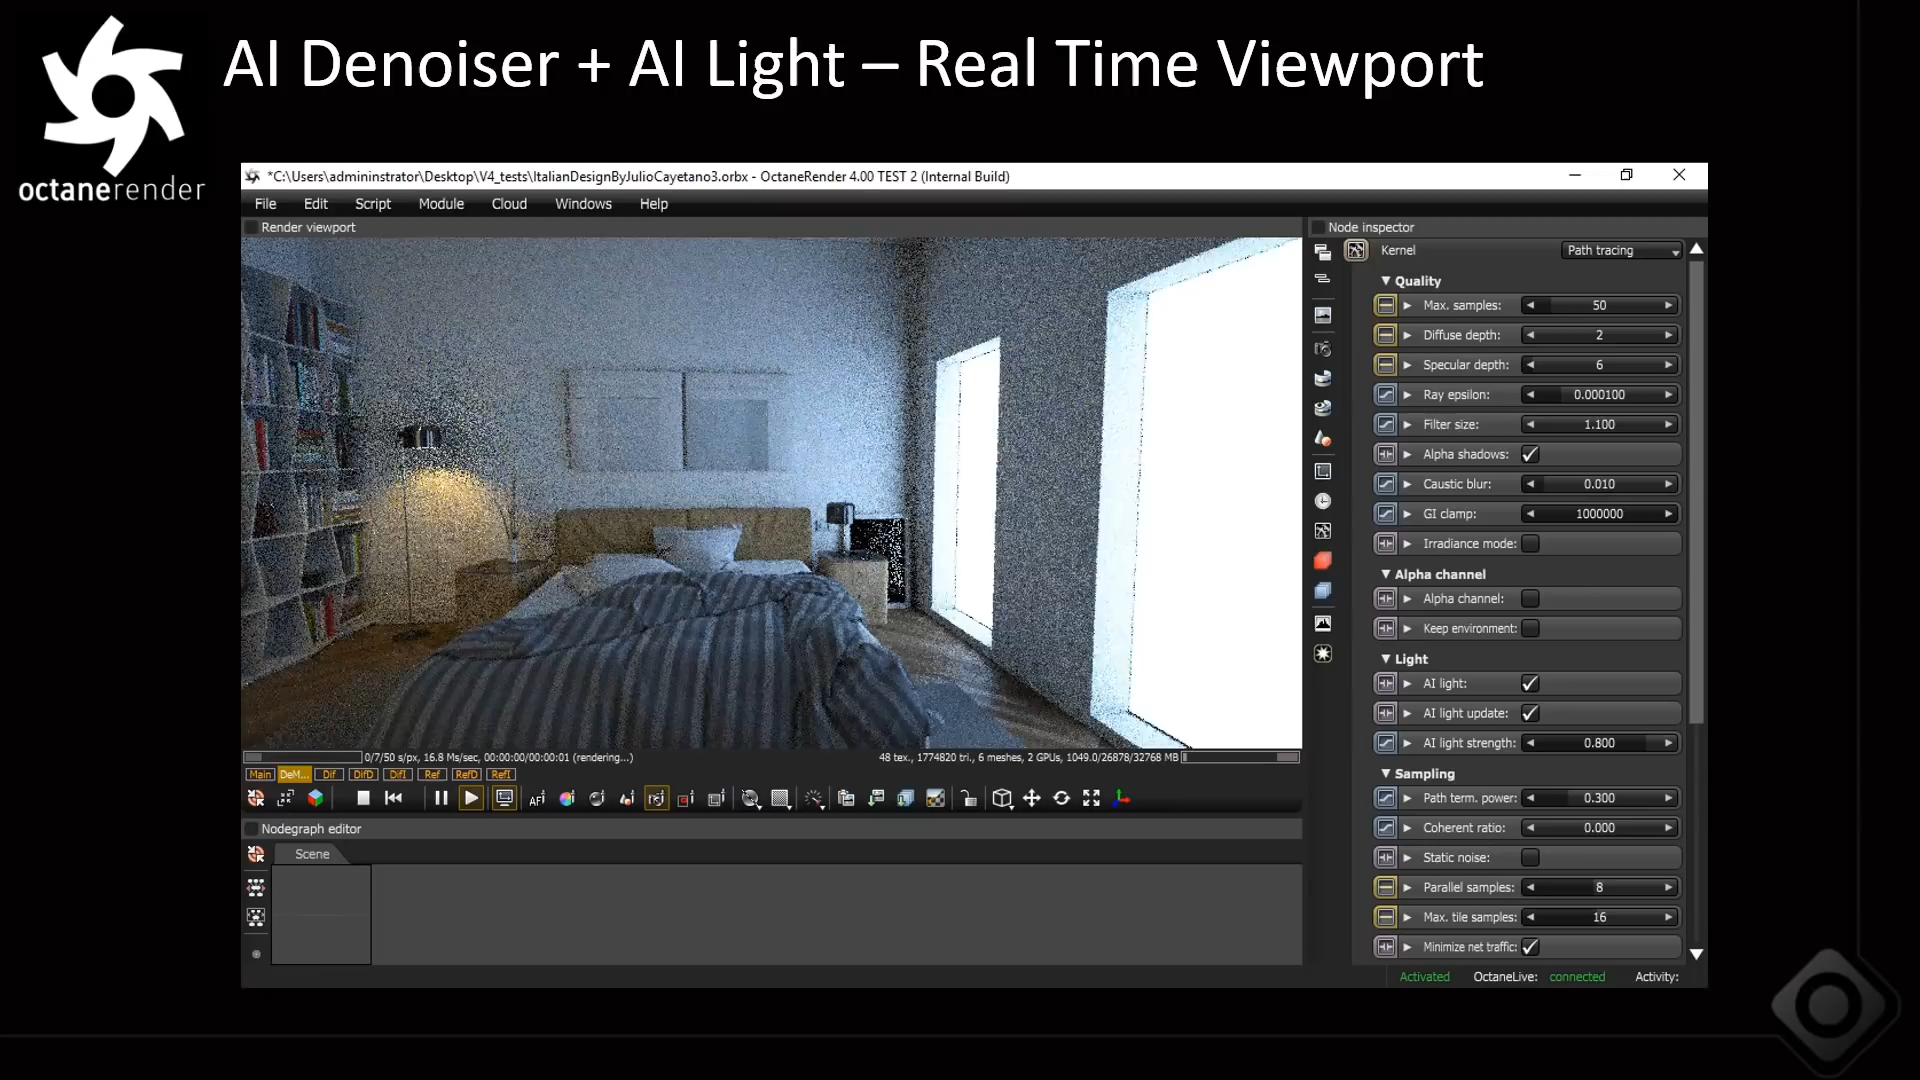 AI Denoiser + AI Light – Real Time Viewport
octanerender
*C:\Users\admininstrator\Desktop\V4_tests\ItalianDesignByJulioCayetano3.orbx - OctaneRender 4.00 TEST 2 (Internal Build)
File Edit Script Module Cloud Windows Help
Render viewport
0/7/50 s/px, 16.8 Ms/sec, 00:00:00/00:00:01 (rendering...) 48 tex., 1774820 tri., 6 meshes, 2 GPUs, 1049.0/26878/32768 MB
Main DeM... Dif DifD DifI Ref RefD RefI
AF
Nodegraph editor
Scene
Node inspector
Kernel Path tracing
Quality
Max. samples: 50
Diffuse depth: 2
Specular depth: 6
Ray epsilon: 0.000100
Filter size: 1.100
Alpha shadows:
Caustic blur: 0.010
GI clamp: 1000000
Irradiance mode:
Alpha channel
Alpha channel:
Keep environment:
Light
AI light:
AI light update:
AI light strength: 0.800
Sampling
Path term. power: 0.300
Coherent ratio: 0.000
Static noise:
Parallel samples: 8
Max. tile samples: 16
Minimize net traffic:
Activated OctaneLive: connected Activity: